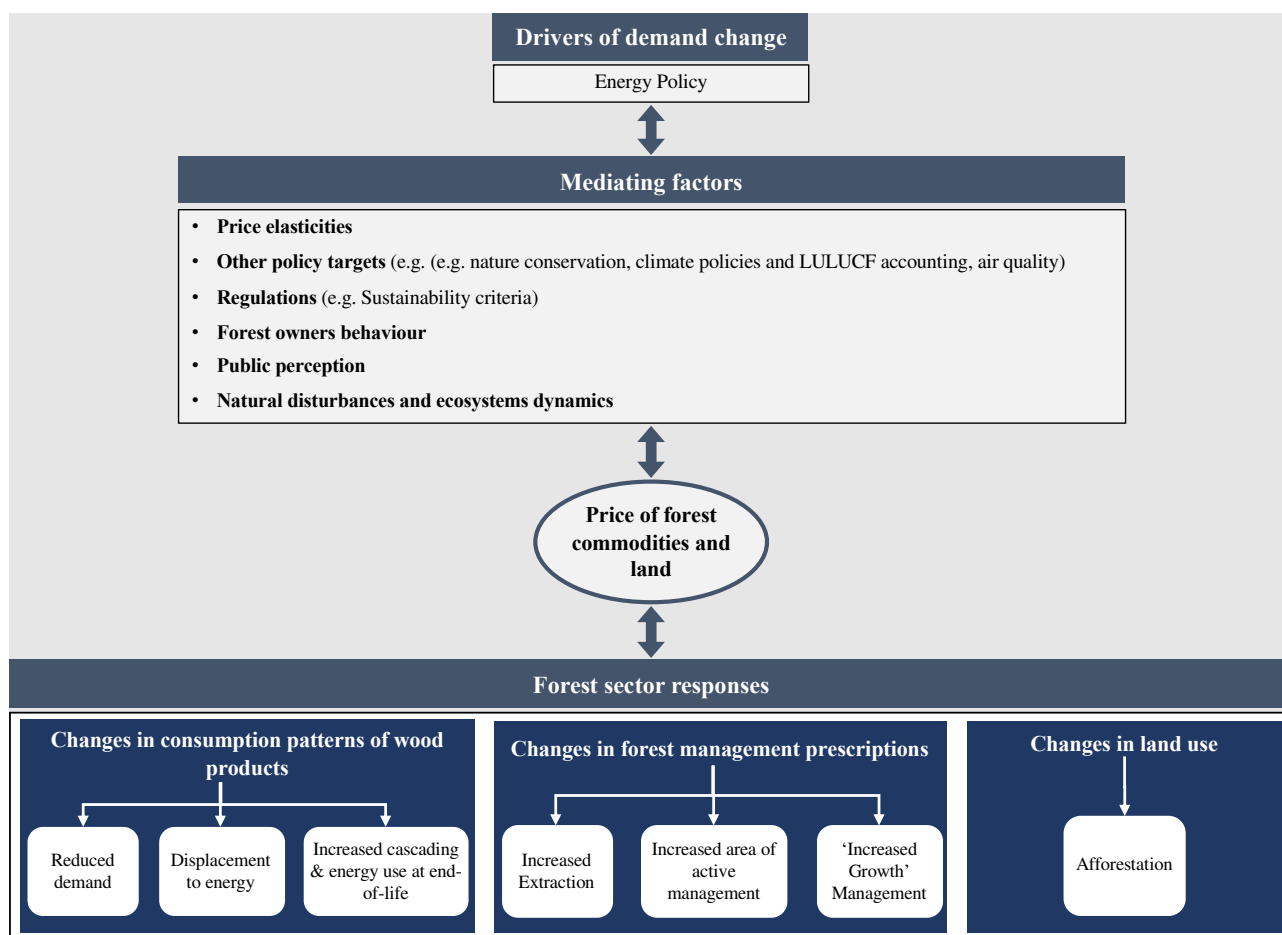 Drivers of demand change
Energy Policy
Mediating factors
• Price elasticities
• Other policy targets (e.g. (e.g. nature conservation, climate policies and LULUCF accounting, air quality)
• Regulations (e.g. Sustainability criteria)
• Forest owners behaviour
• Public perception
• Natural disturbances and ecosystems dynamics
Price of forest
commodities and
land
Forest sector responses
Changes in consumption patterns of wood
products
Reduced
demand
Displacement
to energy
Increased cascading
& energy use at end-
of-life
Changes in forest management prescriptions
Increased
Extraction
Increased area of
active
management
‘Increased
Growth’
Management
Changes in land use
Afforestation